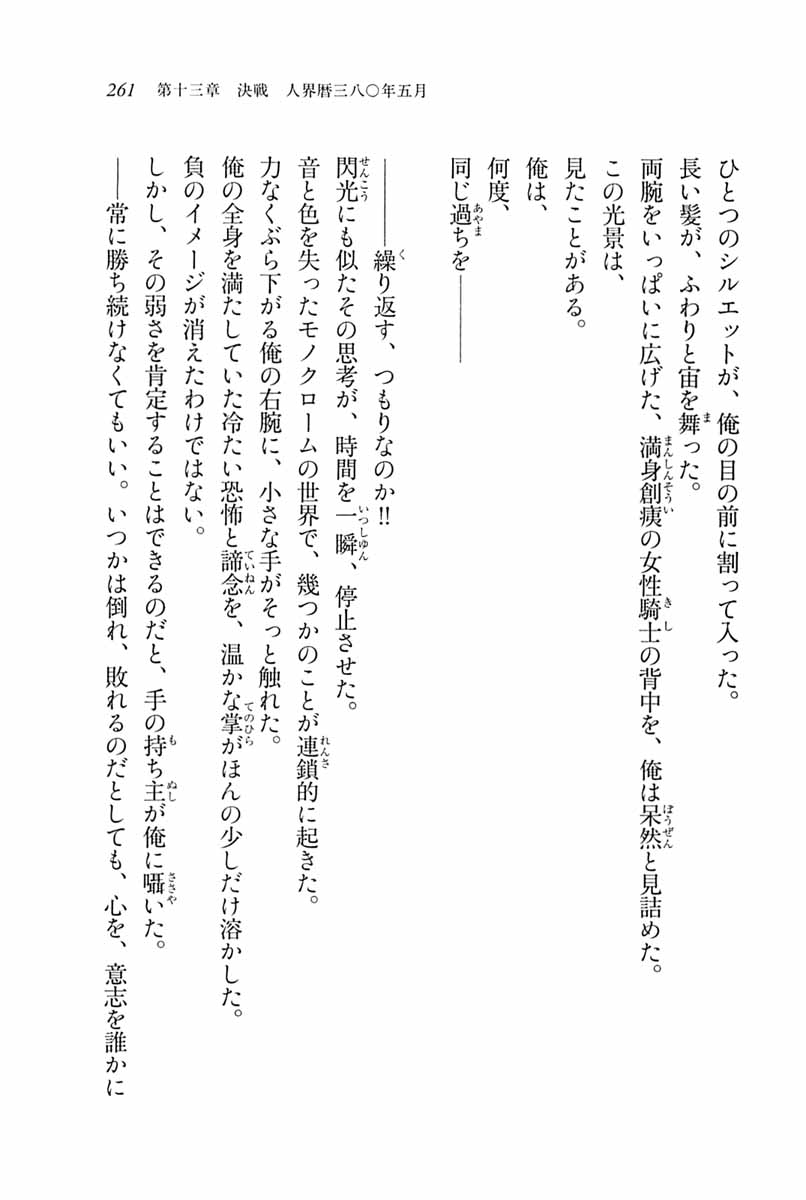 261　第十三章　決戦　人界暦三八〇年五月
ひとつのシルエットが、俺の目の前に割って入った。
長い髪が、ふわりと宙を舞った。
両腕をいっぱいに広げた、満身創痍の女性騎士の背中を、俺は呆然と見詰めた。
この光景は、
見たことがある。
俺は、
何度、
同じ過ちを――――
――――繰り返す、つもりなのか!!
閃光にも似たその思考が、時間を一瞬、停止させた。
音と色を失ったモノクロームの世界で、幾つかのことが連鎖的に起きた。
力なくぶら下がる俺の右腕に、小さな手がそっと触れた。
俺の全身を満たしていた冷たい恐怖と諦念を、温かな掌がほんの少しだけ溶かした。
負のイメージが消えたわけではない。
しかし、その弱さを肯定することはできるのだと、手の持ち主が俺に囁いた。
――常に勝ち続けなくてもいい。いつかは倒れ、敗れるのだとしても、心を、意志を誰かに